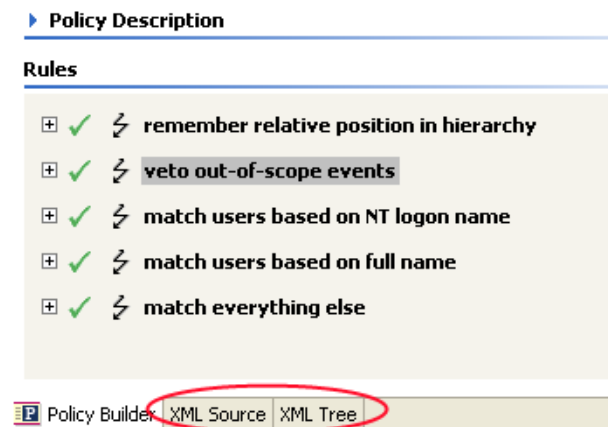 Policy Description
Rules
remember relative position in hierarchy
veto out-of-scope events
match users based on NT logon name
match users based on full name
match everything else
P Policy Builder XML Source XML Tree